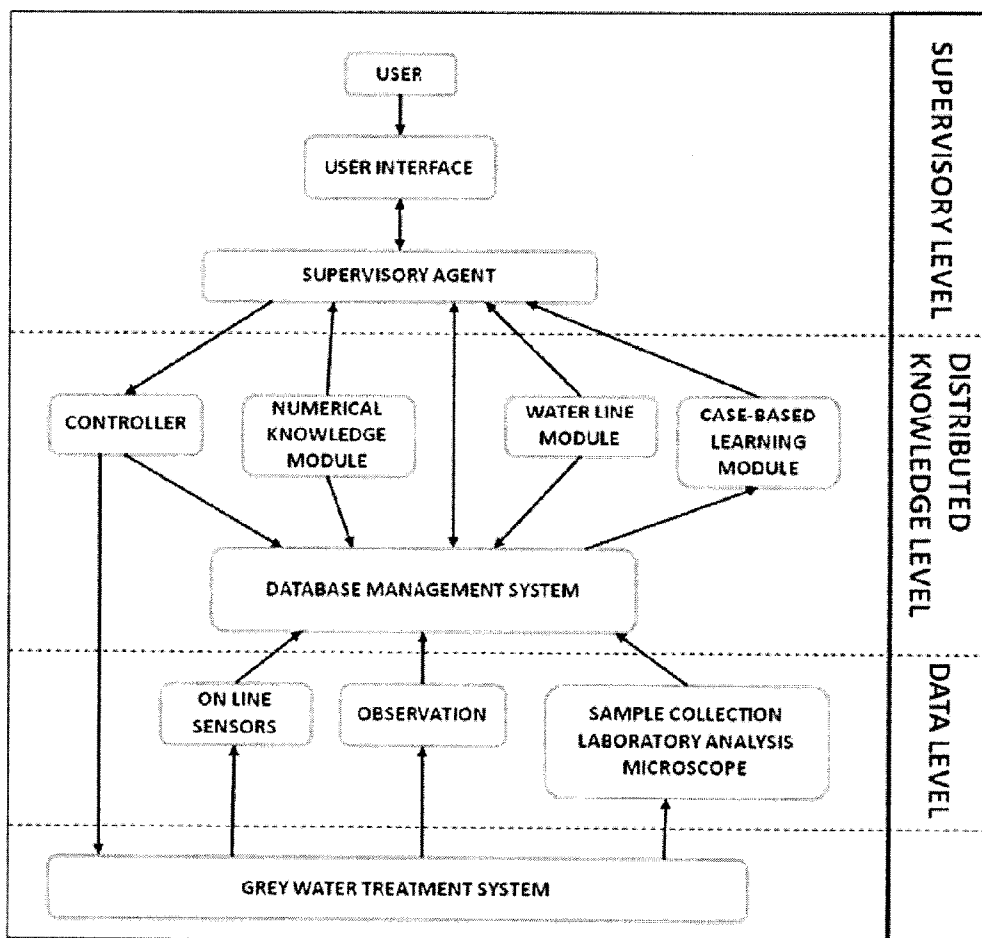 USER
USER INTERFACE
SUPERVISORY AGENT
SUPERVISORY LEVEL
CONTROLLER
NUMERICAL
KNOWLEDGE
MODULE
WATER LINE
MODULE
CASE-BASED
LEARNING
MODULE
DATABASE MANAGEMENT SYSTEM
DISTRIBUTED
KNOWLEDGE LEVEL
ON LINE
SENSORS
OBSERVATION
SAMPLE COLLECTION
LABORATORY ANALYSIS
MICROSCOPE
DATA LEVEL
GREY WATER TREATMENT SYSTEM